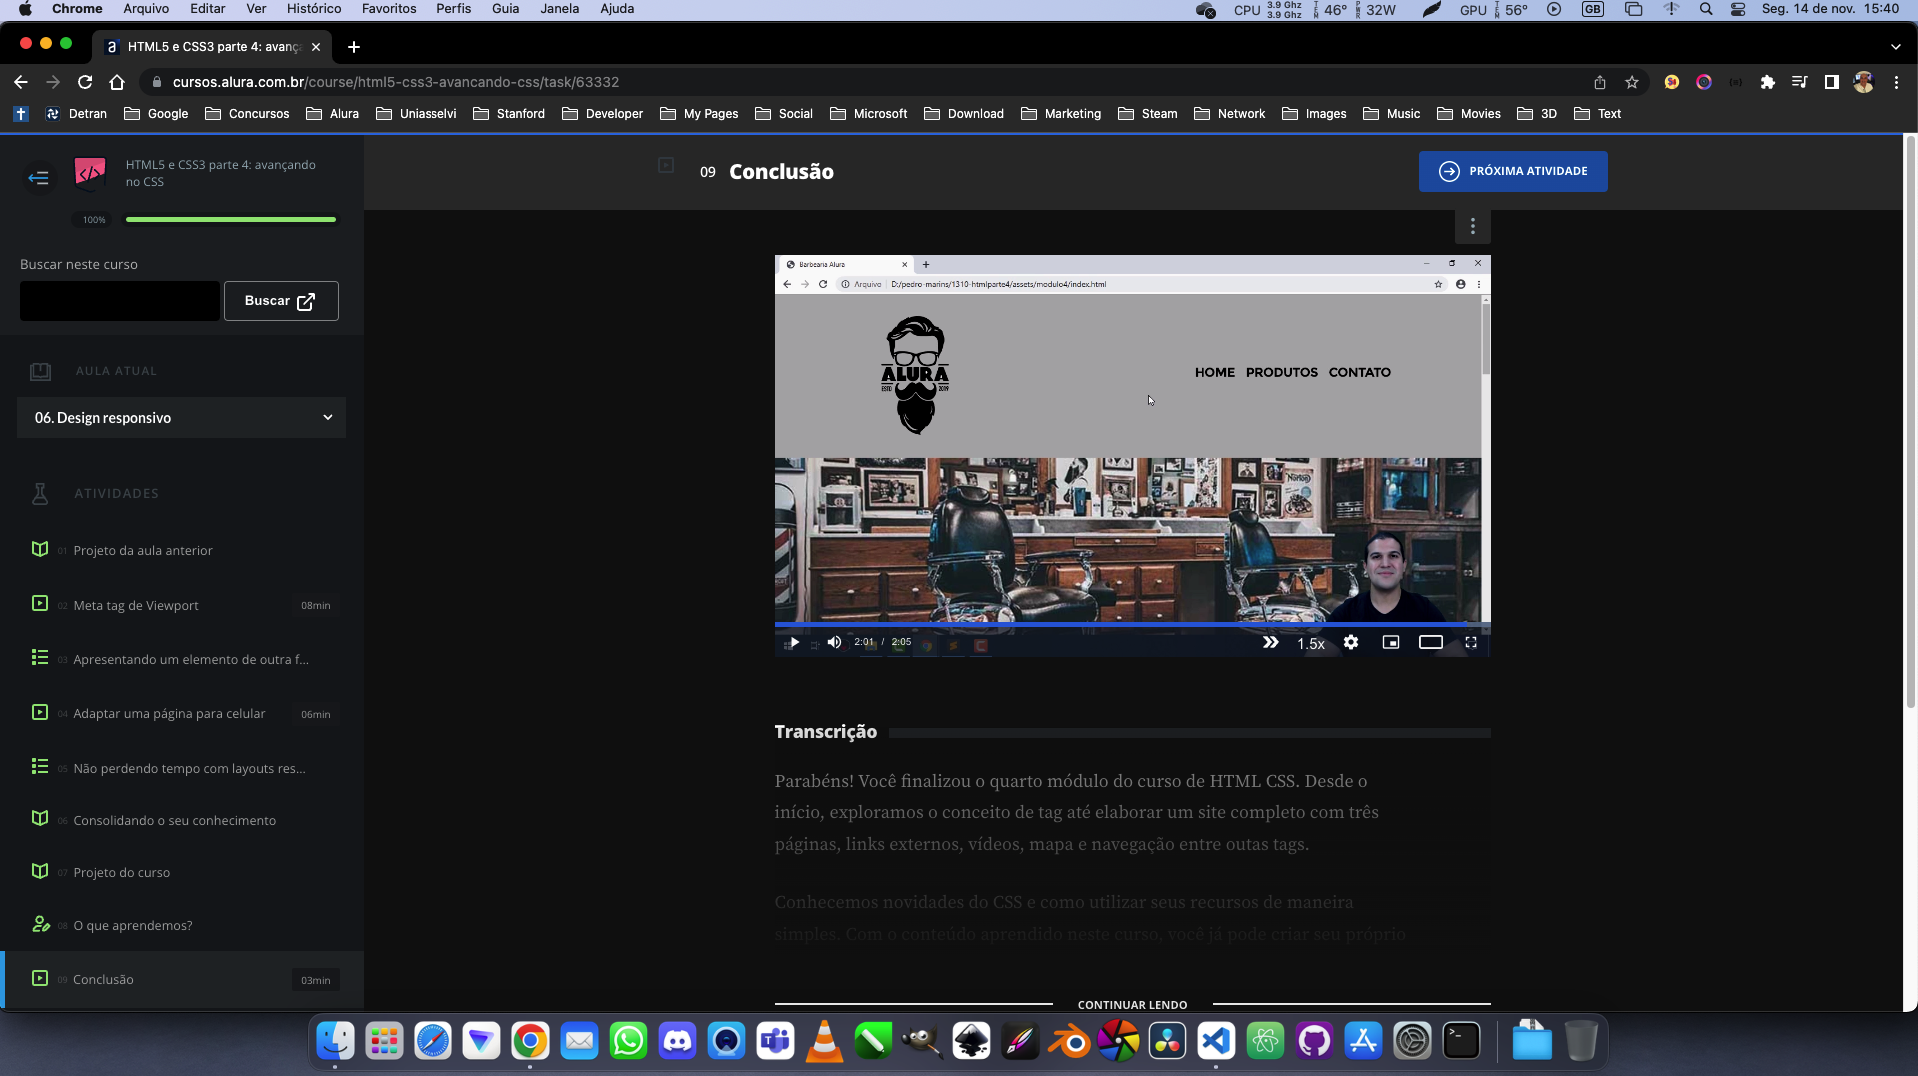 Chrome Arquivo Editar Ver Histórico Favoritos Perfis Guia Janela Ajuda
CPU 3.9 Ghz 3.9 Ghz 46° 32W GPU 56° GB Seg. 14 de nov. 15:40
HTML5 e CSS3 parte 4: avanç
cursos.alura.com.br/course/html5-css3-avancando-css/task/63332
Detran Google Concursos Alura Uniasselvi Stanford Developer My Pages Social Microsoft Download Marketing Steam Network Images Music Movies 3D Text
HTML5 e CSS3 parte 4: avançando
no CSS
100%
Buscar neste curso
Buscar
AULA ATUAL
06. Design responsivo
ATIVIDADES
01 Projeto da aula anterior
02 Meta tag de Viewport 08min
03 Apresentando um elemento de outra f...
04 Adaptar uma página para celular 06min
05 Não perdendo tempo com layouts res...
06 Consolidando o seu conhecimento
07 Projeto do curso
08 O que aprendemos?
09 Conclusão 03min
09 Conclusão
PRÓXIMA ATIVIDADE
Barbearia Alura
Arquivo D:/pedro-marins/1310-htmlparte4/assets/modulo4/index.html
ALURA
ESTD 2019
HOME PRODUTOS CONTATO
Norton
2:01 / 2:05 1.5x
Transcrição
Parabéns! Você finalizou o quarto módulo do curso de HTML CSS. Desde o
início, exploramos o conceito de tag até elaborar um site completo com três
páginas, links externos, vídeos, mapa e navegação entre outas tags.
Conhecemos novidades do CSS e como utilizar seus recursos de maneira
simples. Com o conteúdo aprendido neste curso, você já pode criar seu próprio
CONTINUAR LENDO